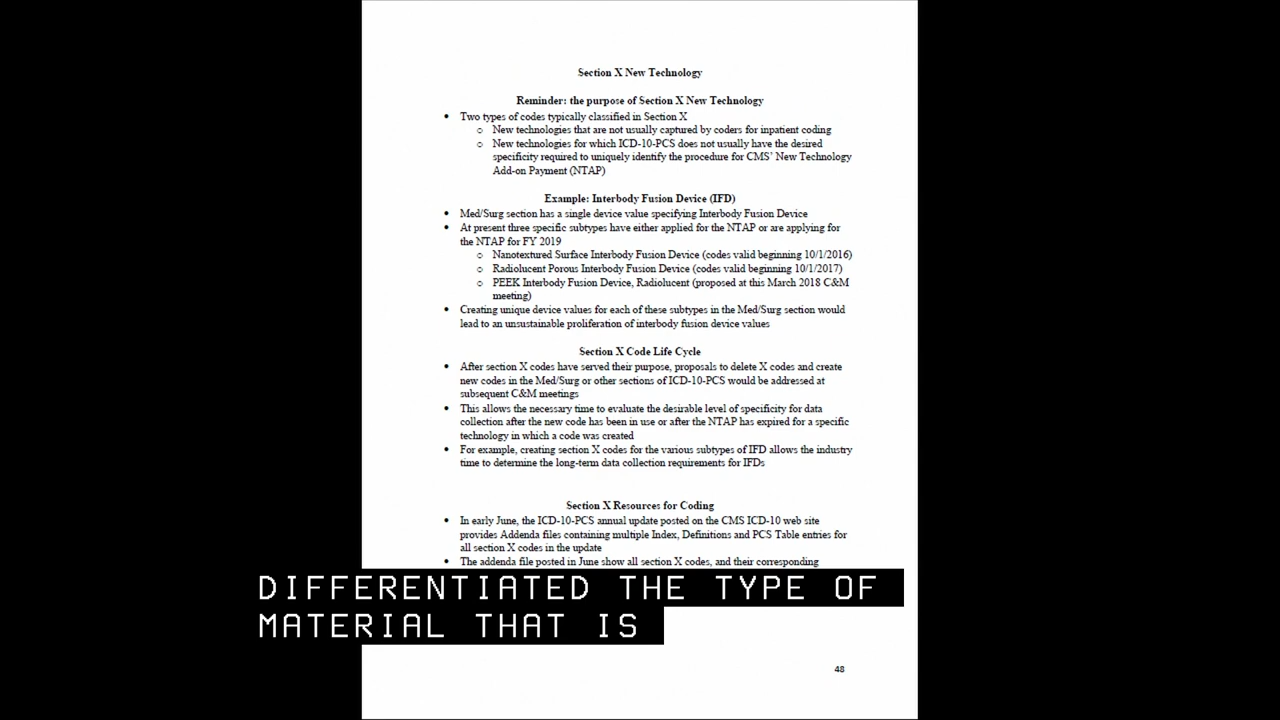 Section X New Technology
Reminder: the purpose of Section X New Technology
• Two types of codes typically classified in Section X
o New technologies that are not usually captured by coders for inpatient coding
o New technologies for which ICD-10-PCS does not usually have the desired
specificity required to uniquely identify the procedure for CMS' New Technology
Add-on Payment (NTAP)
Example: Interbody Fusion Device (IFD)
• Med/Surg section has a single device value specifying Interbody Fusion Device
• At present three specific subtypes have either applied for the NTAP or are applying for
the NTAP for FY 2019
o Nanotextured Surface Interbody Fusion Device (codes valid beginning 10/1/2016)
o Radiolucent Porous Interbody Fusion Device (codes valid beginning 10/1/2017)
o PEEK Interbody Fusion Device, Radiolucent (proposed at this March 2018 C&M
meeting)
• Creating unique device values for each of these subtypes in the Med/Surg section would
lead to an unsustainable proliferation of interbody fusion device values
Section X Code Life Cycle
• After section X codes have served their purpose, proposals to delete X codes and create
new codes in the Med/Surg or other sections of ICD-10-PCS would be addressed at
subsequent C&M meetings
• This allows the necessary time to evaluate the desirable level of specificity for data
collection after the new code has been in use or after the NTAP has expired for a specific
technology in which a code was created
• For example, creating section X codes for the various subtypes of IFD allows the industry
time to determine the long-term data collection requirements for IFDs
Section X Resources for Coding
• In early June, the ICD-10-PCS annual update posted on the CMS ICD-10 web site
provides Addenda files containing multiple Index, Definitions and PCS Table entries for
all section X codes in the update
• The addenda file posted in June show all section X codes, and their corresponding
DIFFERENTIATED THE TYPE OF
MATERIAL THAT IS
48